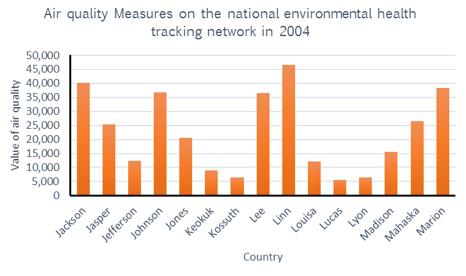 Air quality Measures on the national environmental health
tracking network in 2004
Value of air quality
50,000
45,000
40,000
35,000
30,000
25,000
20,000
15,000
10,000
5,000
0
Jackson
Jasper
Jefferson
Johnson
Jones
Keokuk
Kossuth
Lee
Linn
Louisa
Lucas
Lyon
Madison
Mahaska
Marion
Country